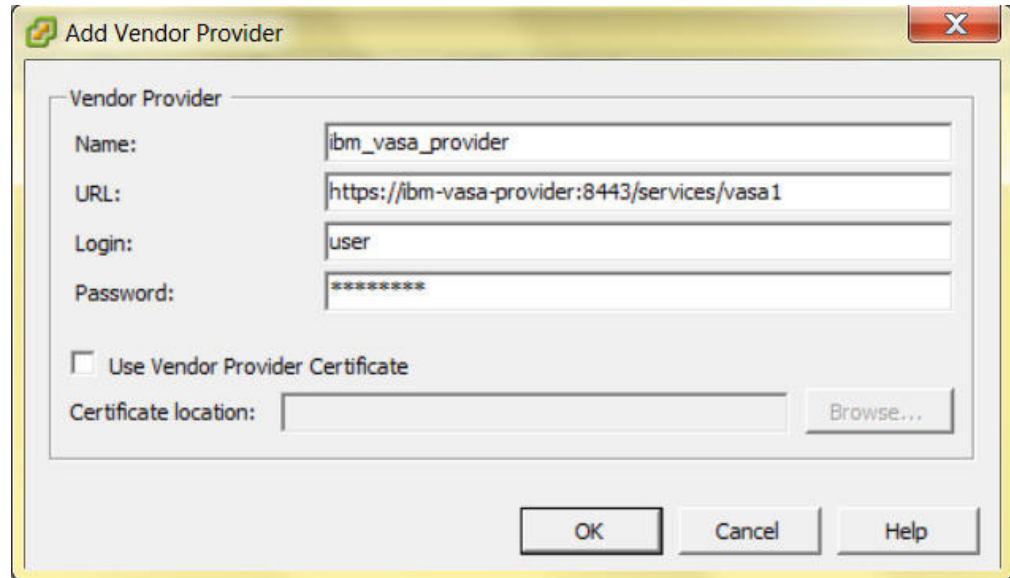 Add Vendor Provider
Vendor Provider
Name: ibm_vasa_provider
URL: https://ibm-vasa-provider:8443/services/vasa1
Login: user
Password: ********
Use Vendor Provider Certificate
Certificate location: Browse...
OK Cancel Help